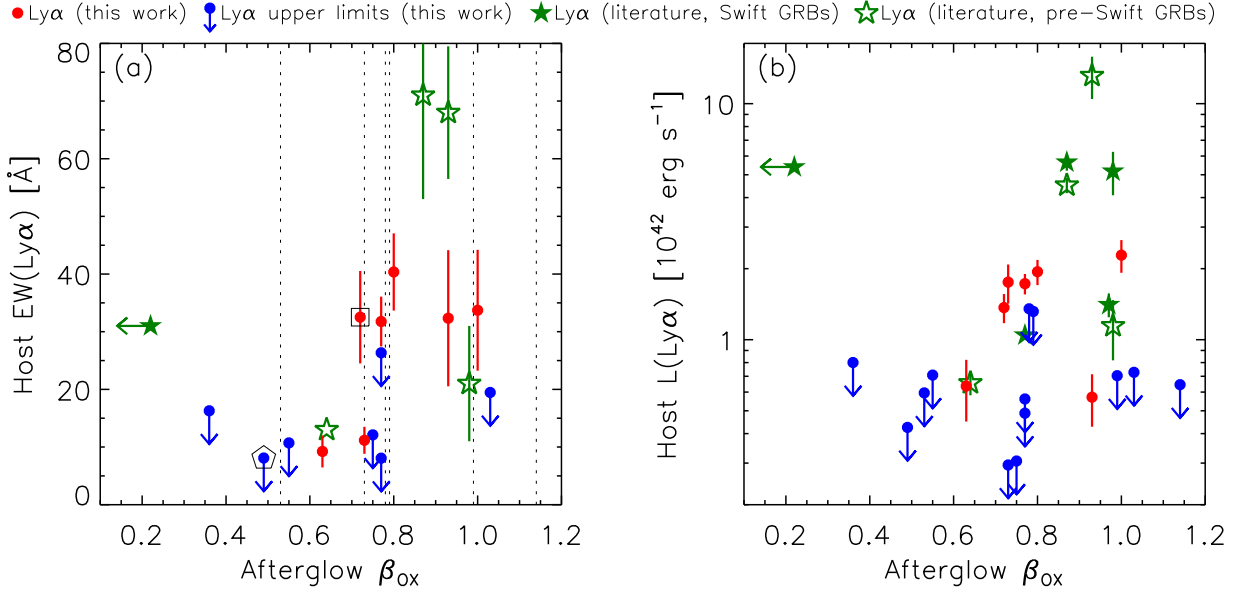 Lyα (this work) Lyα upper limits (this work) Lyα (literature, Swift GRBs) Lyα (literature, pre-Swift GRBs)
(a)
80
60
40
20
0
Host EW(Lyα) [Å]
0.2 0.4 0.6 0.8 1.0 1.2
Afterglow βOX
(b)
10
1
Host L(Lyα) [10⁴² erg s⁻¹]
0.2 0.4 0.6 0.8 1.0 1.2
Afterglow βOX